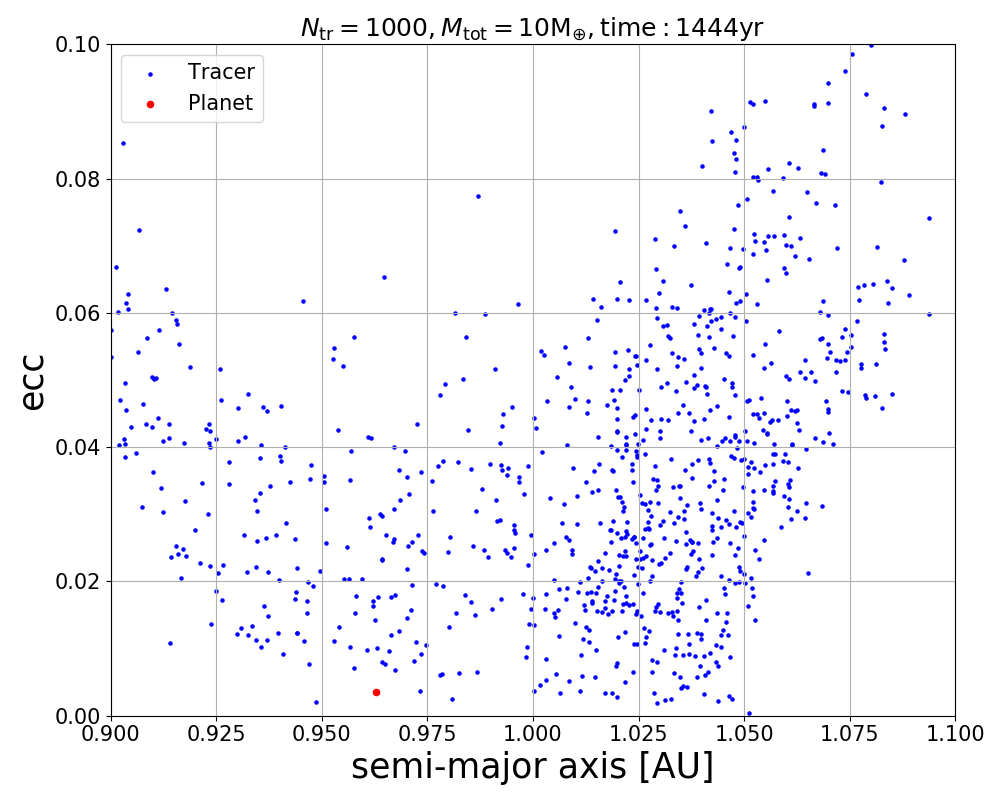 N_tr = 1000, M_tot = 10M_⊕, time : 1444yr
Tracer
Planet
ecc
0.10
0.08
0.06
0.04
0.02
0.00
0.900 0.925 0.950 0.975 1.000 1.025 1.050 1.075 1.100
semi-major axis [AU]